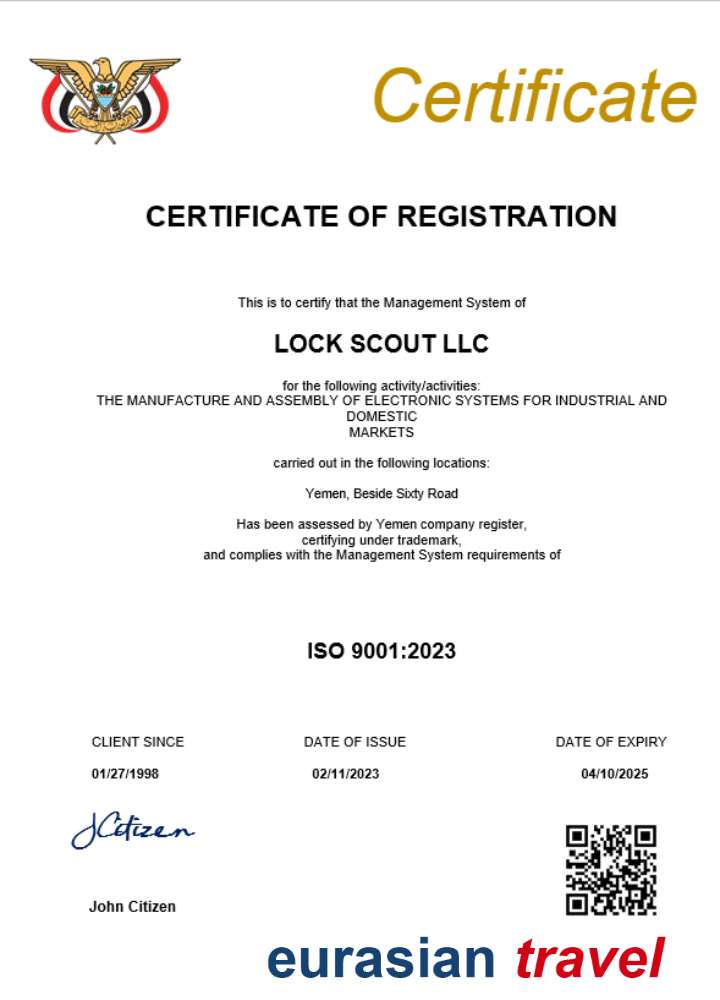 Certificate
CERTIFICATE OF REGISTRATION
This is to certify that the Management System of
LOCK SCOUT LLC
for the following activity/activities:
THE MANUFACTURE AND ASSEMBLY OF ELECTRONIC SYSTEMS FOR INDUSTRIAL AND
DOMESTIC
MARKETS
carried out in the following locations:
Yemen, Beside Sixty Road
Has been assessed by Yemen company register,
certifying under trademark,
and complies with the Management System requirements of
ISO 9001:2023
CLIENT SINCE DATE OF ISSUE DATE OF EXPIRY
01/27/1998 02/11/2023 04/10/2025
JCitizen
John Citizen
eurasian travel